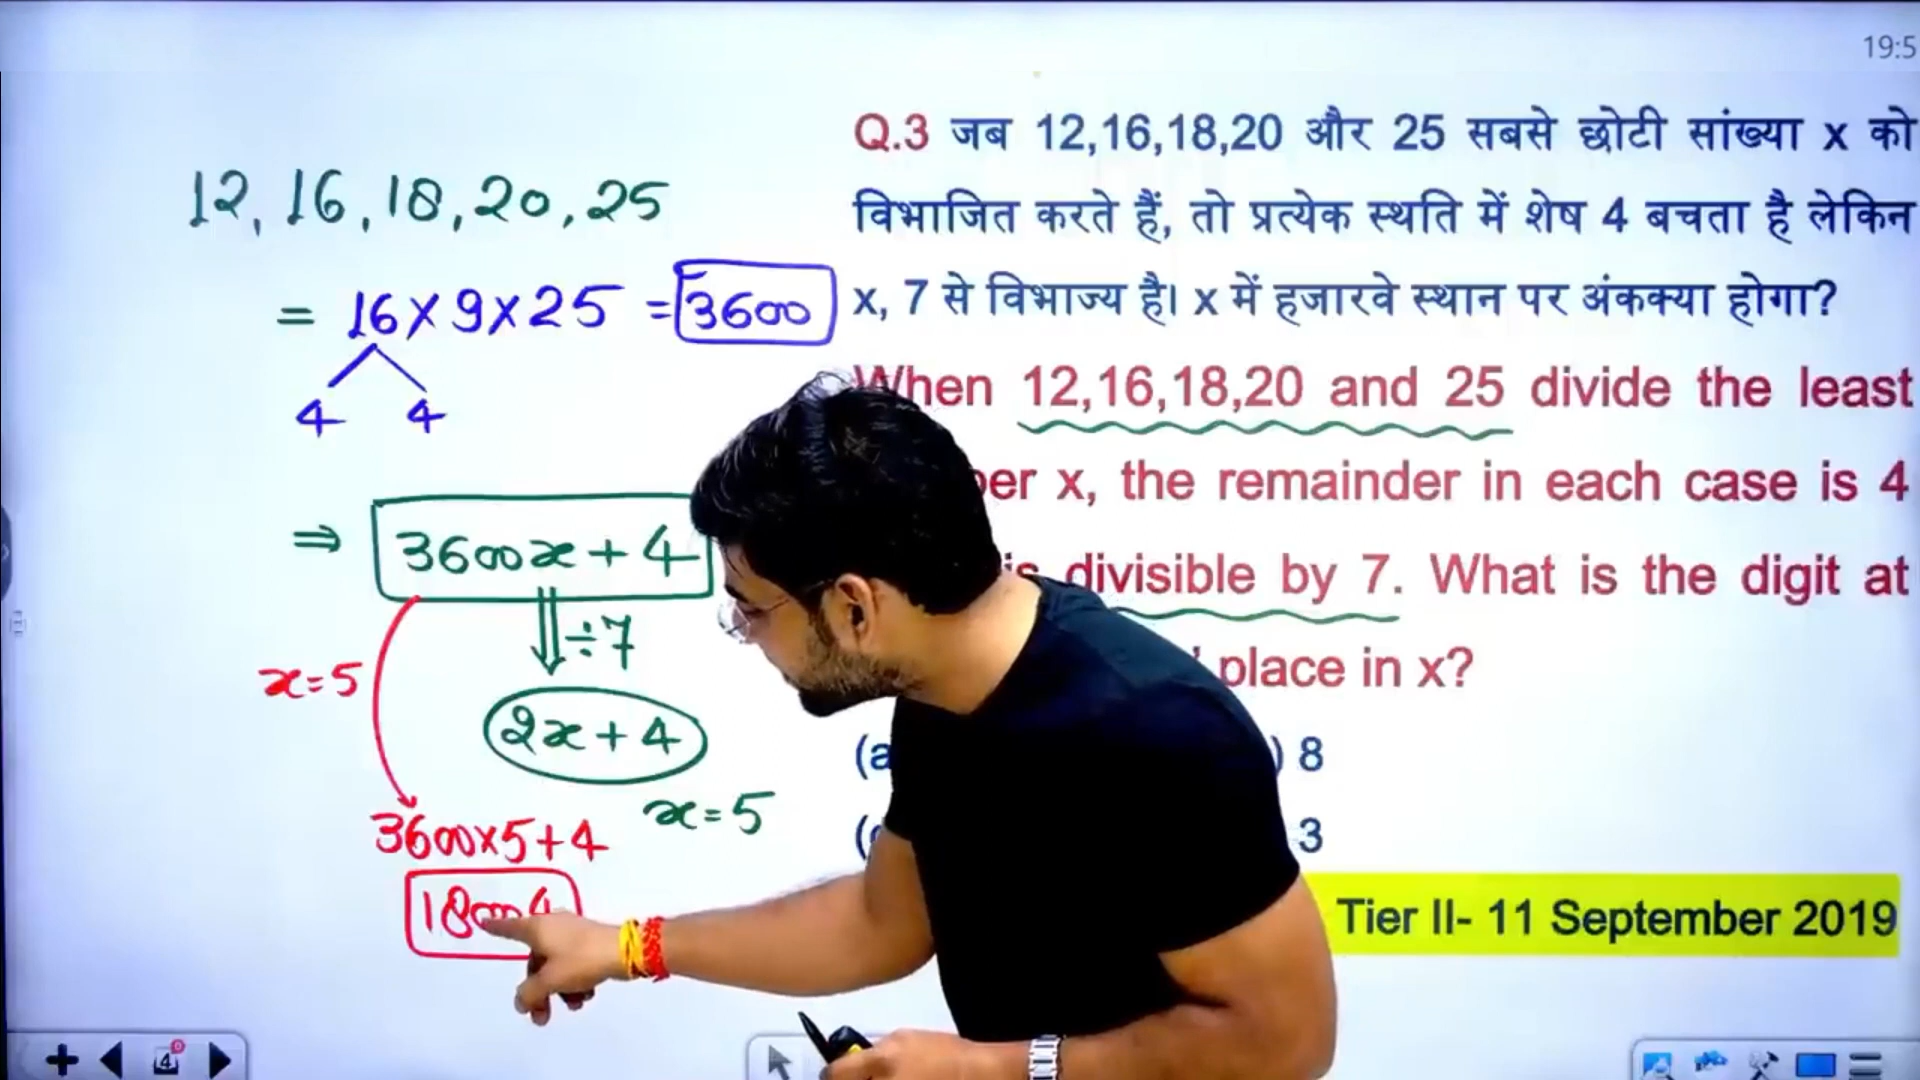 19:5
Q.3 जब 12,16,18,20 और 25 सबसे छोटी सांख्या x को
विभाजित करते हैं, तो प्रत्येक स्थति में शेष 4 बचता है लेकिन
x, 7 से विभाज्य है। x में हजारवे स्थान पर अंकक्या होगा?
When 12,16,18,20 and 25 divide the least
x, the remainder in each case is 4
divisible by 7. What is the digit at
place in x?
(a
) 8
3
Tier II- 11 September 2019
12, 16, 18, 20, 25
= 16×9×25 = 3600
4 4
⇒ 3600x + 4
÷7
x=5
2x + 4
x=5
3600×5+4
18004
4